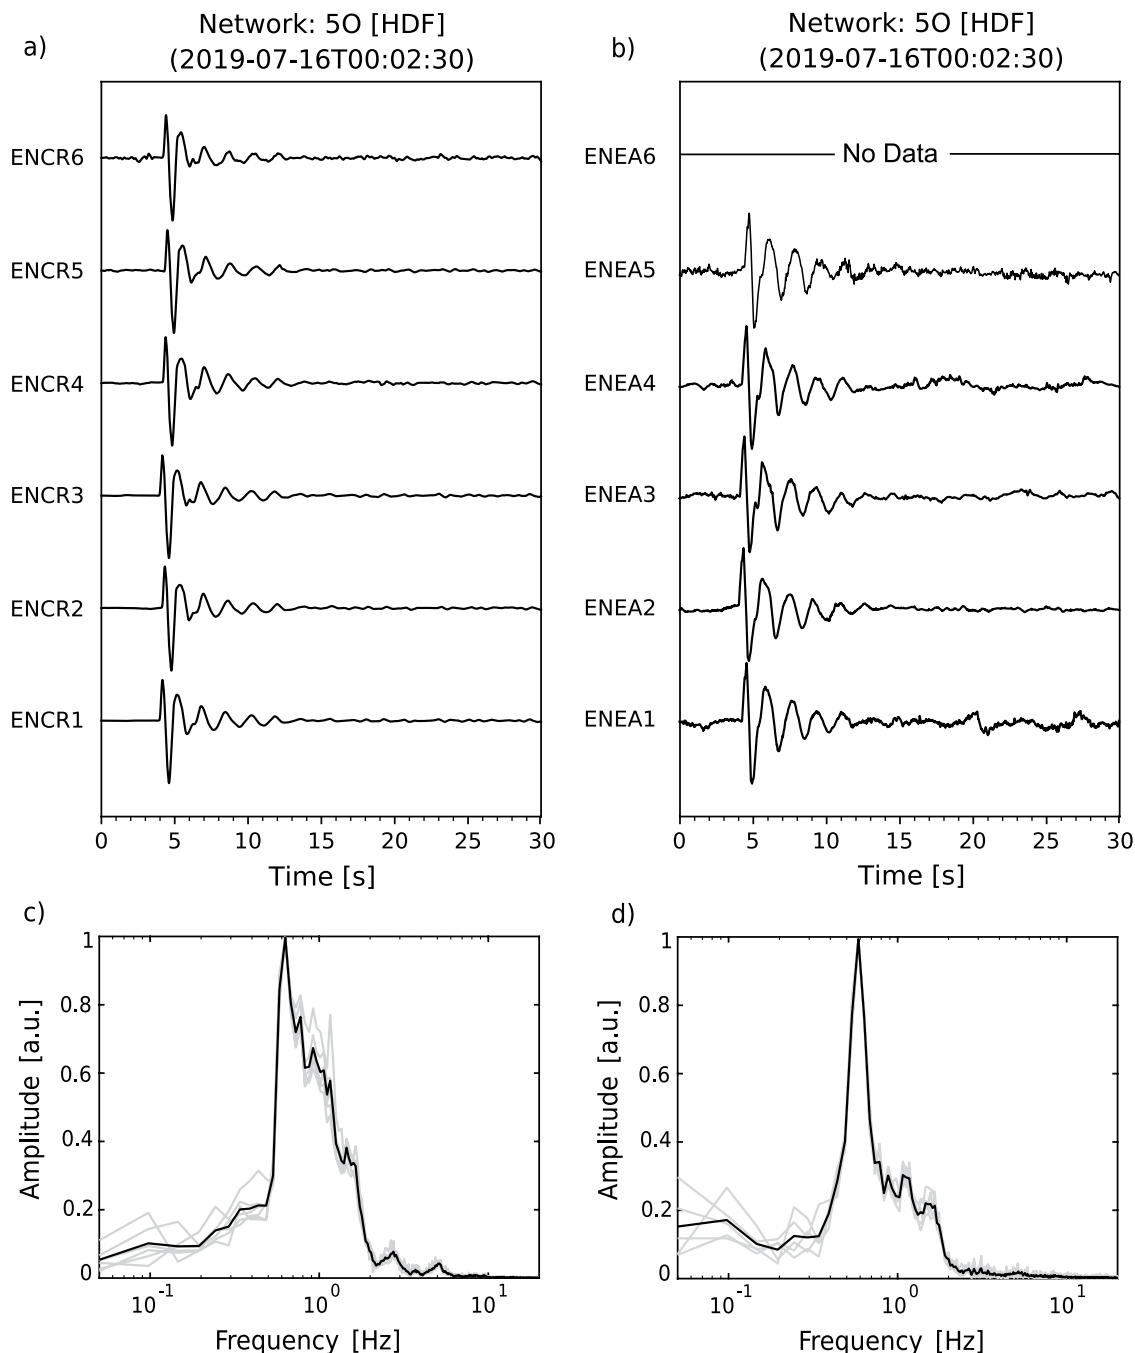 a)
Network: 5O [HDF]
(2019-07-16T00:02:30)
ENCR6
ENCR5
ENCR4
ENCR3
ENCR2
ENCR1
0 5 10 15 20 25 30
Time [s]
b)
Network: 5O [HDF]
(2019-07-16T00:02:30)
ENEA6
No Data
ENEA5
ENEA4
ENEA3
ENEA2
ENEA1
0 5 10 15 20 25 30
Time [s]
c)
Amplitude [a.u.]
1
0.8
0.6
0.4
0.2
0
10-1 100 101
Frequency [Hz]
d)
Amplitude [a.u.]
1
0.8
0.6
0.4
0.2
0
10-1 100 101
Frequency [Hz]